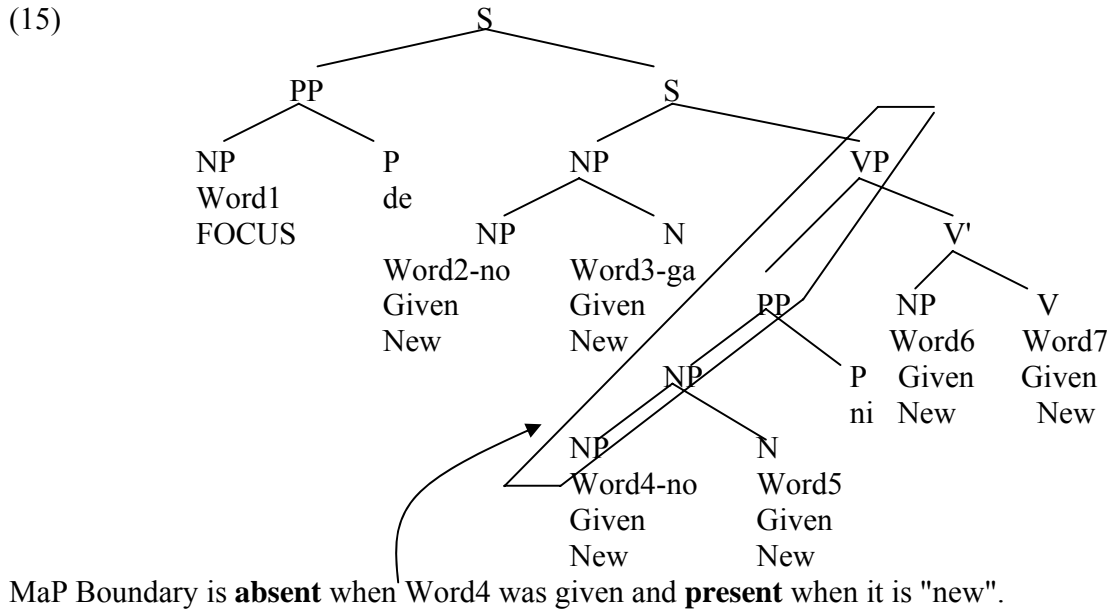 (15)
S
PP S
NP P NP VP
Word1 de
FOCUS NP N V'
Word2-no Word3-ga
Given Given PP NP V
New New Word6 Word7
NP P Given Given
ni New New
NP N
Word4-no Word5
Given Given
New New
MaP Boundary is absent when Word4 was given and present when it is "new".